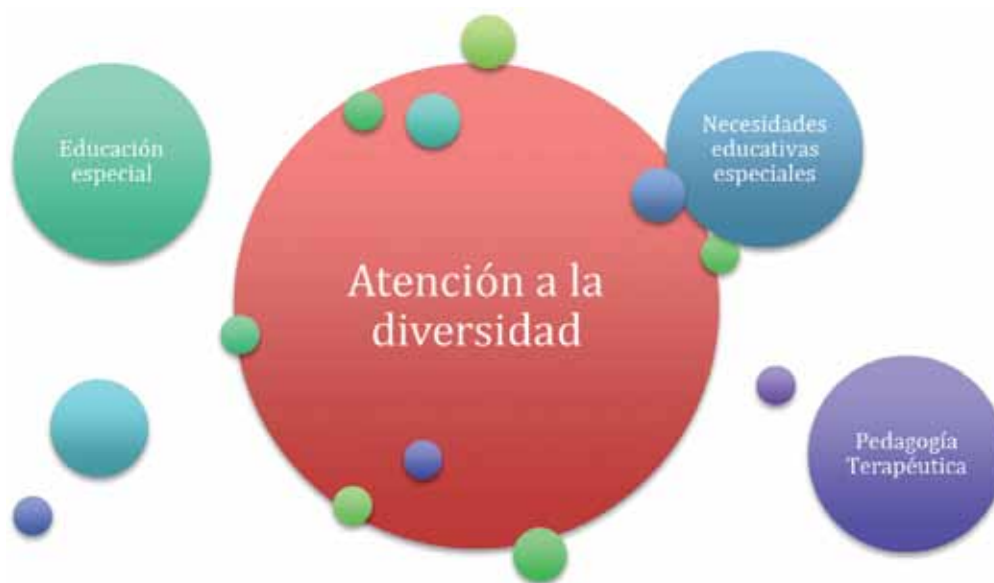 Educación
especial
Necesidades
educativas
especiales
Atención a la
diversidad
Pedagogía
Terapéutica